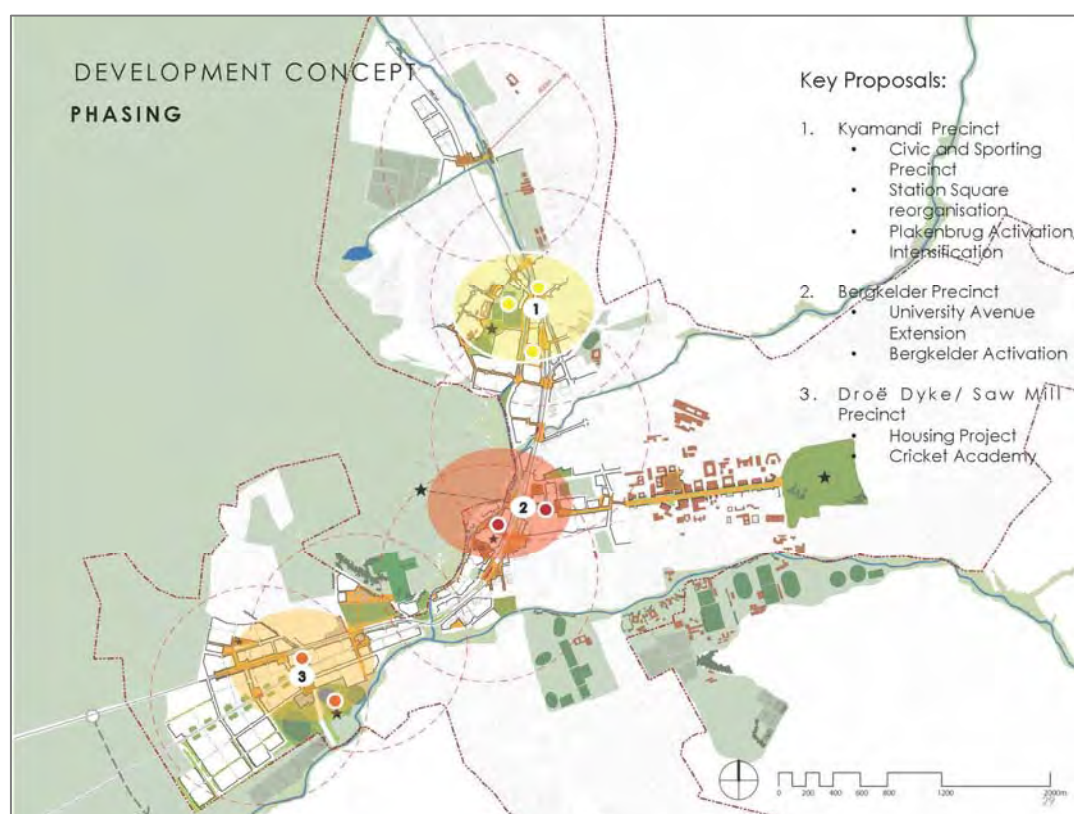 DEVELOPMENT CONCEPT
PHASING
Key Proposals:
1. Kyamandi Precinct
• Civic and Sporting
Precinct
• Station Square
reorganisation
• Plakenbrug Activation/
Intensification
2. Bergkelder Precinct
• University Avenue
Extension
• Bergkelder Activation
3. Droë Dyke/ Saw Mill
Precinct
• Housing Project
• Cricket Academy
1
2
3
0 200 400 600 800 1200 2000m
29